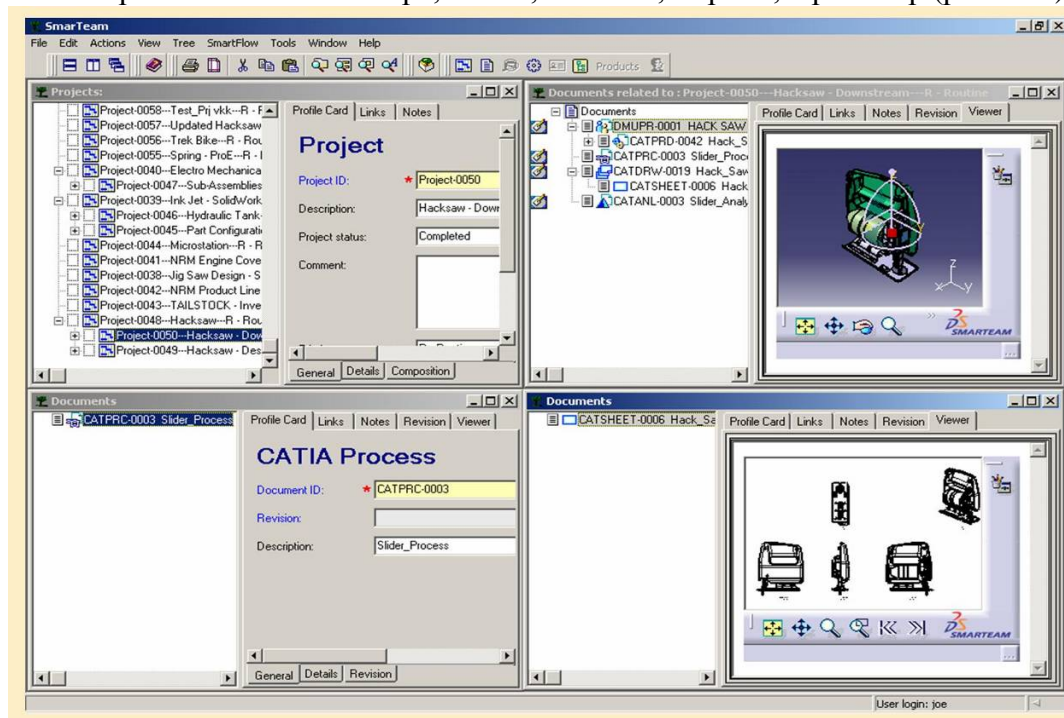 SmarTeam
File Edit Actions View Tree SmartFlow Tools Window Help
Products
Projects:
Project-0058---Test_Prj vkk---R - F
Project-0057---Updated Hacksaw
Project-0056---Trek Bike---R - Rou
Project-0055---Spring - ProE---R - I
Project-0040---Electro Mechanica
Project-0047---Sub-Assemblies
Project-0039---Ink Jet - SolidWork
Project-0046---Hydraulic Tank-
Project-0045---Part Configuratio
Project-0044---Microstation---R - R
Project-0041---NRM Engine Cove
Project-0038---Jig Saw Design - S
Project-0042---NRM Product Line
Project-0043---TAILSTOCK - Inve
Project-0048---Hacksaw---R - Rou
Project-0050---Hacksaw - Dow
Project-0049---Hacksaw - Des
Profile Card Links Notes
Project
Project ID: * Project-0050
Description: Hacksaw - Down
Project status: Completed
Comment:
General Details Composition
Documents related to : Project-0050---Hacksaw - Downstream---R - Routine
Documents
DMUPR-0001 HACK SAW
CATPRD-0042 Hack_S
CATPRC-0003 Slider_Proc
CATDRW-0019 Hack_Saw
CATSHEET-0006 Hack
CATANL-0003 Slider_Analy
Profile Card Links Notes Revision Viewer
z
x
y
SMARTEAM
Documents
CATPRC-0003 Slider_Process
Profile Card Links Notes Revision Viewer
CATIA Process
Document ID: * CATPRC-0003
Revision:
Description: Slider_Process
General Details Revision
Documents
CATSHEET-0006 Hack_Sa
Profile Card Links Notes Revision Viewer
SMARTEAM
User login: joe